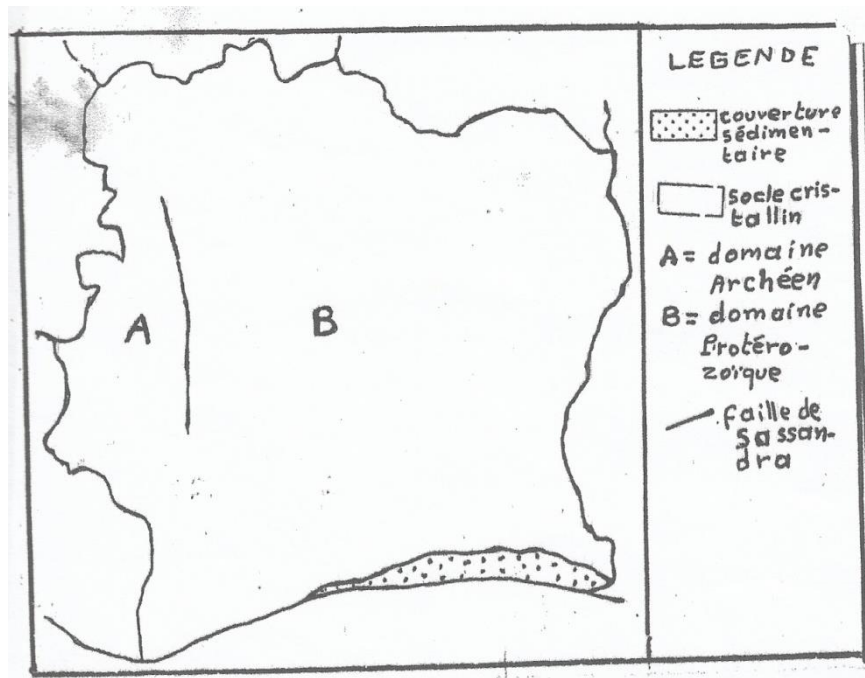 A
B
LEGENDE
couverture
sédimen-
taire
socle cris-
tallin
A= domaine
Archéen
B= domaine
Protéro-
zoïque
faille de
sassan-
dra